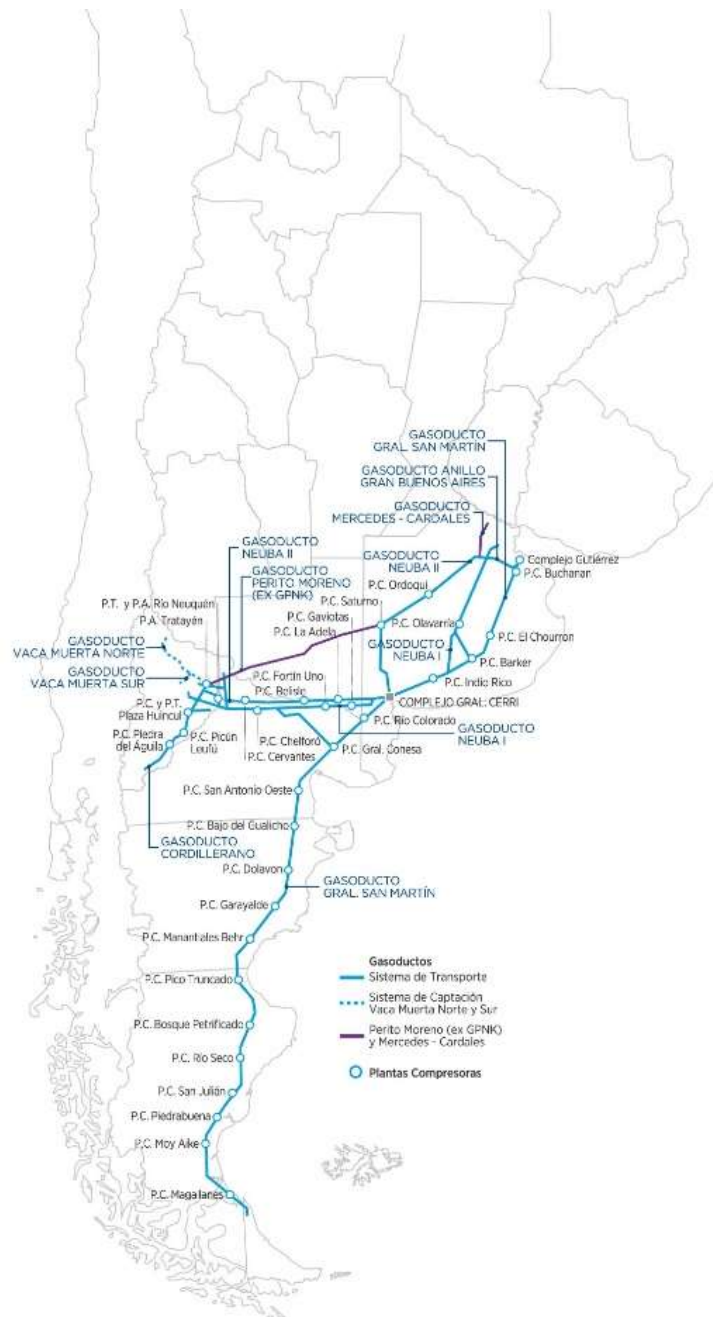 GASODUCTO
GRAL. SAN MARTÍN
GASODUCTO ANILLO
GRAN BUENOS AIRES
GASODUCTO
MERCEDES - CARDALES
GASODUCTO
NEUBA II
GASODUCTO
NEUBA II
GASODUCTO
PERITO MORENO
(EX GPNK)
Complejo Gutiérrez
P.C. Buchanan
P.C. Ordoqui
P.T. y P.A. Río Neuquén
P.A. Tratayén
P.C. Saturno
P.C. Gaviotas
P.C. La Adela
P.C. Olavarría
P.C. El Chourron
GASODUCTO
VACA MUERTA NORTE
GASODUCTO
VACA MUERTA SUR
GASODUCTO
NEUBA I
P.C. Barker
P.C. Indio Rico
P.C. Fortín Uno
P.C. Belisle
COMPLEJO GRAL. CERRI
P.C. y P.T.
Plaza Huincul
P.C. Río Colorado
GASODUCTO
NEUBA I
P.C. Piedra
del Águila
P.C. Picún
Leufú
P.C. Chelforó
P.C. Cervantes
P.C. Gral. Conesa
P.C. San Antonio Oeste
P.C. Bajo del Gualicho
GASODUCTO
CORDILLERANO
P.C. Dolavon
GASODUCTO
GRAL. SAN MARTÍN
P.C. Garayalde
P.C. Manantiales Behr
P.C. Pico Truncado
P.C. Bosque Petrificado
P.C. Río Seco
P.C. San Julián
P.C. Piedrabuena
P.C. Moy Aike
P.C. Magallanes
Gasoductos
Sistema de Transporte
Sistema de Captación
Vaca Muerta Norte y Sur
Perito Moreno (ex GPNK)
y Mercedes - Cardales
Plantas Compresoras